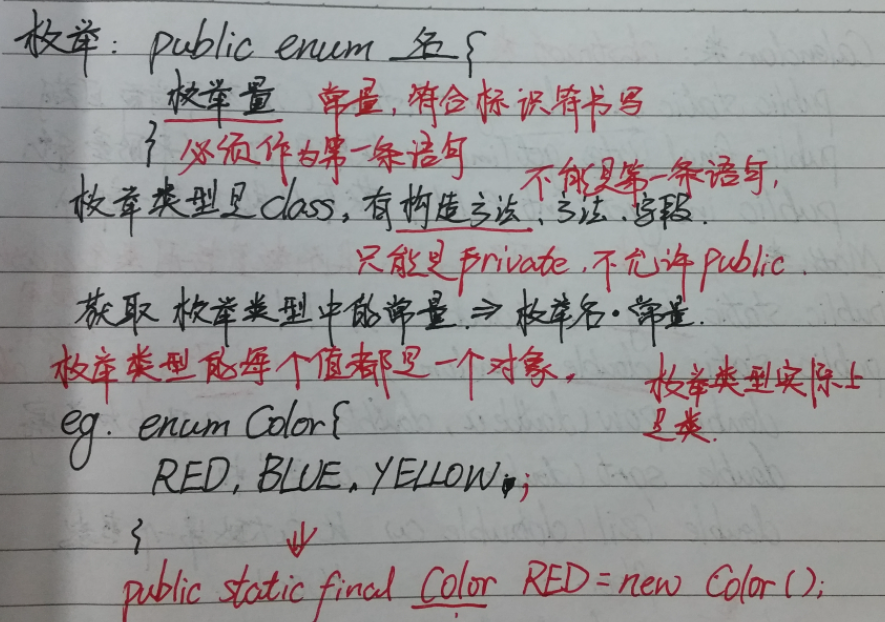 枚举: public enum 名{
枚举量 常量,符合标识符书写
} 必须作为第一条语句
不能是第一条语句,
枚举类型是class,有构造方法、方法、字段.
只能是private,不允许public.
获取枚举类型中的常量⇒枚举名·常量.
枚举类型的每个值都是一个对象,
枚举类型实际上
是类.
eg. enum Color{
RED, BLUE, YELLOW;
}
↓
public static final Color RED = new Color();